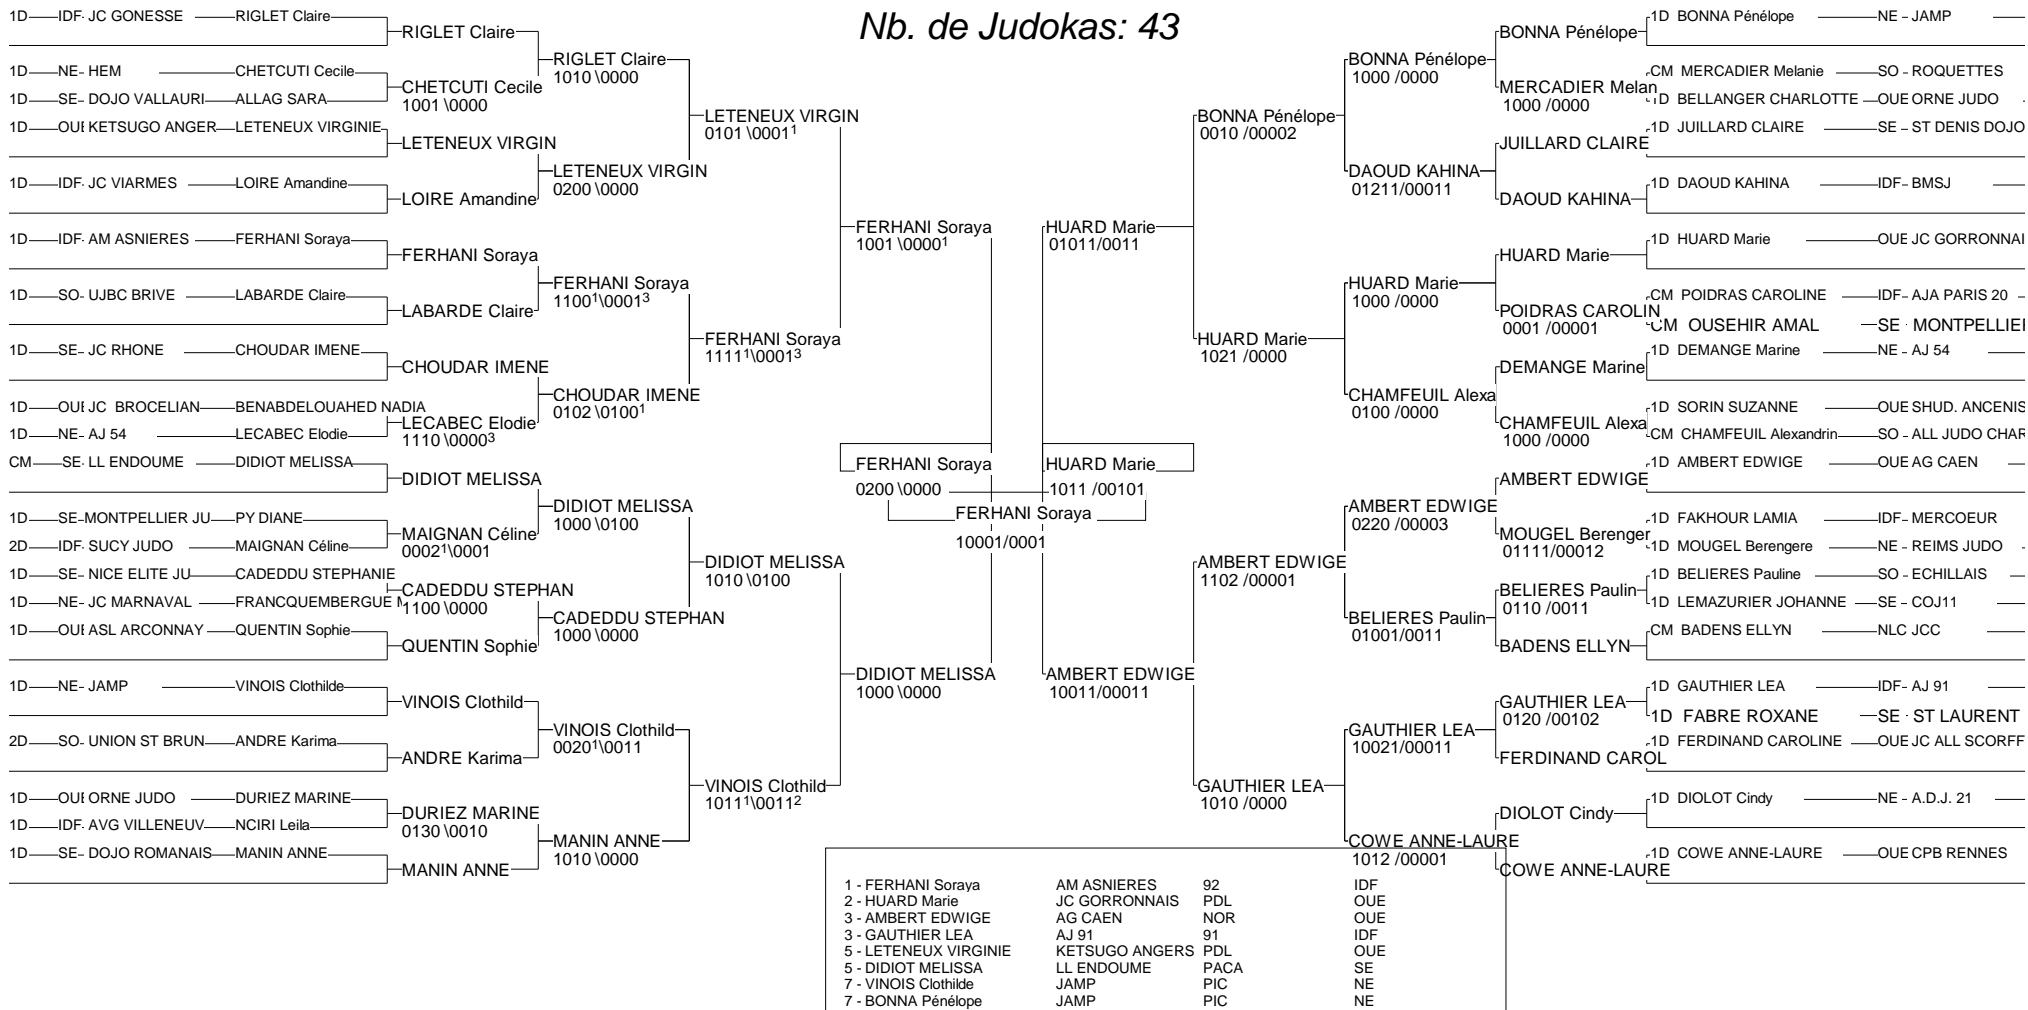 Nb. de Judokas: 43
1D IDF JC GONESSE RIGLET Claire
1D NE HEM CHETCUTI Cecile
1D SE DOJO VALLAURI ALLAG SARA
1D OUE KETSUGO ANGER LETENEUX VIRGINIE
1D IDF JC VIARMES LOIRE Amandine
1D IDF AM ASNIERES FERHANI Soraya
1D SO UJBC BRIVE LABARDE Claire
1D SE JC RHONE CHOUDAR IMENE
1D OUE JC BROCELIAN BENABDELOUAHED NADIA
1D NE AJ 54 LECABEC Elodie
CM SE LL ENDOUME DIDIOT MELISSA
1D SE MONTPELLIER JU PY DIANE
2D IDF SUCY JUDO MAIGNAN Céline
1D SE NICE ELITE JU CADEDDU STEPHANIE
1D NE JC MARNAVAL FRANCQUEMBERGUE
1D OUE ASL ARCONNAY QUENTIN Sophie
1D NE JAMP VINOIS Clothilde
2D SO UNION ST BRUN ANDRE Karima
1D OUE ORNE JUDO DURIEZ MARINE
1D IDF AVG VILLENEUV NCIRI Leila
1D SE DOJO ROMANAIS MANIN ANNE
RIGLET Claire
CHETCUTI Cecile
1001 \0000
LETENEUX VIRGIN
LOIRE Amandine
FERHANI Soraya
LABARDE Claire
CHOUDAR IMENE
LECABEC Elodie
1110 \0000³
DIDIOT MELISSA
MAIGNAN Céline
0002¹\0001
CADEDDU STEPHAN
1100 \0000
QUENTIN Sophie
VINOIS Clothild
ANDRE Karima
DURIEZ MARINE
0130 \0010
MANIN ANNE
RIGLET Claire
1010 \0000
LETENEUX VIRGIN
0200 \0000
FERHANI Soraya
1100¹\0001³
CHOUDAR IMENE
0102 \0100¹
DIDIOT MELISSA
1000 \0100
CADEDDU STEPHAN
1000 \0000
VINOIS Clothild
0020¹\0011
MANIN ANNE
1010 \0000
LETENEUX VIRGIN
0101 \0001¹
FERHANI Soraya
1111¹\0001³
DIDIOT MELISSA
1010 \0100
VINOIS Clothild
1011¹\0011²
FERHANI Soraya
1001 \0000¹
DIDIOT MELISSA
1000 \0000
FERHANI Soraya
0200 \0000
HUARD Marie
1011 /00101
FERHANI Soraya
10001/0001
HUARD Marie
01011/0011
AMBERT EDWIGE
10011/00011
BONNA Pénélope
0010 /00002
HUARD Marie
1021 /0000
AMBERT EDWIGE
1102 /00001
GAUTHIER LEA
1010 /0000
BONNA Pénélope
1000 /0000
DAOUD KAHINA
01211/00011
HUARD Marie
1000 /0000
CHAMFEUIL Alexa
0100 /0000
AMBERT EDWIGE
0220 /00003
BELIERES Paulin
01001/0011
GAUTHIER LEA
10021/00011
COWE ANNE-LAURE
1012 /00001
BONNA Pénélope
MERCADIER Melan
1000 /0000
JUILLARD CLAIRE
DAOUD KAHINA
HUARD Marie
POIDRAS CAROLIN
0001 /00001
DEMANGE Marine
CHAMFEUIL Alexa
1000 /0000
AMBERT EDWIGE
MOUGEL Berenger
01111/00012
BELIERES Paulin
0110 /0011
BADENS ELLYN
GAUTHIER LEA
0120 /00102
FERDINAND CAROL
DIOLOT Cindy
COWE ANNE-LAURE
1D BONNA Pénélope NE JAMP
CM MERCADIER Melanie SO ROQUETTES
1D BELLANGER CHARLOTTE OUE ORNE JUDO
1D JUILLARD CLAIRE SE ST DENIS DOJO
1D DAOUD KAHINA IDF BMSJ
1D HUARD Marie OUE JC GORRONNAI
CM POIDRAS CAROLINE IDF AJA PARIS 20
CM OUSEHIR AMAL SE MONTPELLIER
1D DEMANGE Marine NE AJ 54
1D SORIN SUZANNE OUE SHUD. ANCENIS
CM CHAMFEUIL Alexandrin SO ALL JUDO CHAR
1D AMBERT EDWIGE OUE AG CAEN
1D FAKHOUR LAMIA IDF MERCOEUR
1D MOUGEL Berengere NE REIMS JUDO
1D BELIERES Pauline SO ECHILLAIS
1D LEMAZURIER JOHANNE SE COJ11
CM BADENS ELLYN NLC JCC
1D GAUTHIER LEA IDF AJ 91
1D FABRE ROXANE SE ST LAURENT
1D FERDINAND CAROLINE OUE JC ALL SCORFF
1D DIOLOT Cindy NE A.D.J. 21
1D COWE ANNE-LAURE OUE CPB RENNES
1 - FERHANI Soraya AM ASNIERES 92 IDF
2 - HUARD Marie JC GORRONNAIS PDL OUE
3 - AMBERT EDWIGE AG CAEN NOR OUE
3 - GAUTHIER LEA AJ 91 91 IDF
5 - LETENEUX VIRGINIE KETSUGO ANGERS PDL OUE
5 - DIDIOT MELISSA LL ENDOUME PACA SE
7 - VINOIS Clothilde JAMP PIC NE
7 - BONNA Pénélope JAMP PIC NE